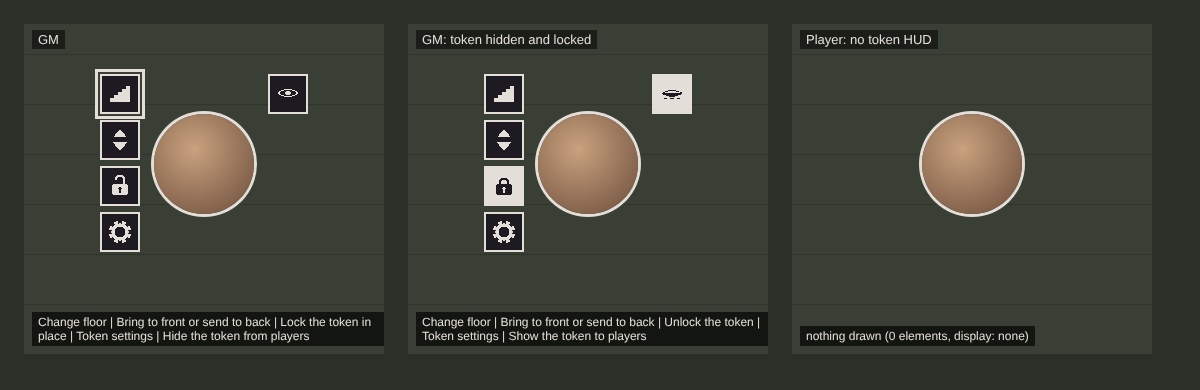 GM
GM: token hidden and locked
Player: no token HUD
Change floor | Bring to front or send to back | Lock the token in
place | Token settings | Hide the token from players
Change floor | Bring to front or send to back | Unlock the token |
Token settings | Show the token to players
nothing drawn (0 elements, display: none)